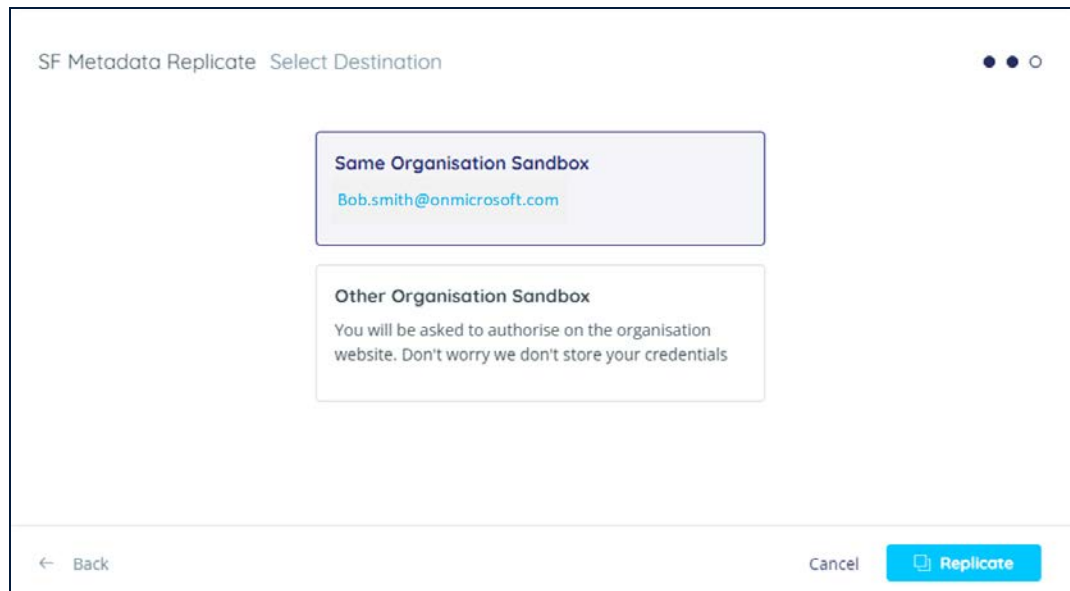 SF Metadata Replicate Select Destination
Same Organisation Sandbox
Bob.smith@onmicrosoft.com
Other Organisation Sandbox
You will be asked to authorise on the organisation
website. Don't worry we don't store your credentials
← Back
Cancel
Replicate